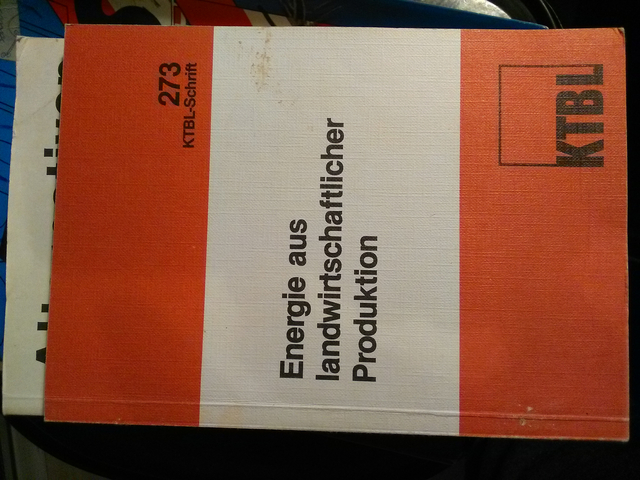 273
KTBL-Schrift
Energie aus
landwirtschaftlicher
Produktion
KTBL